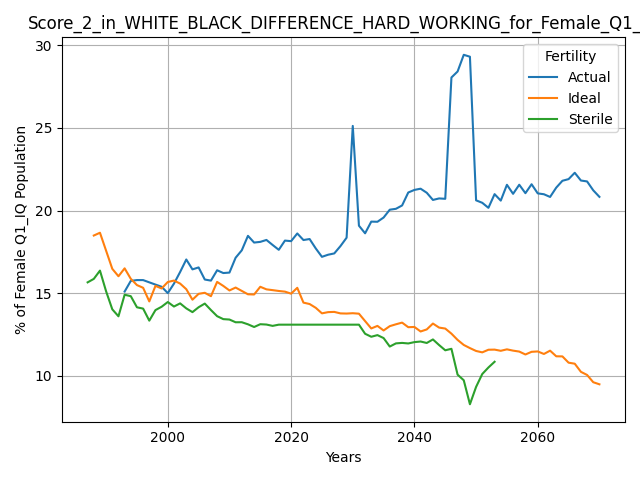 Score_2_in_WHITE_BLACK_DIFFERENCE_HARD_WORKING_for_Female_Q1_
30
25
20
15
10
% of Female Q1_IQ Population
Fertility
Actual
Ideal
Sterile
2000
2020
2040
2060
Years